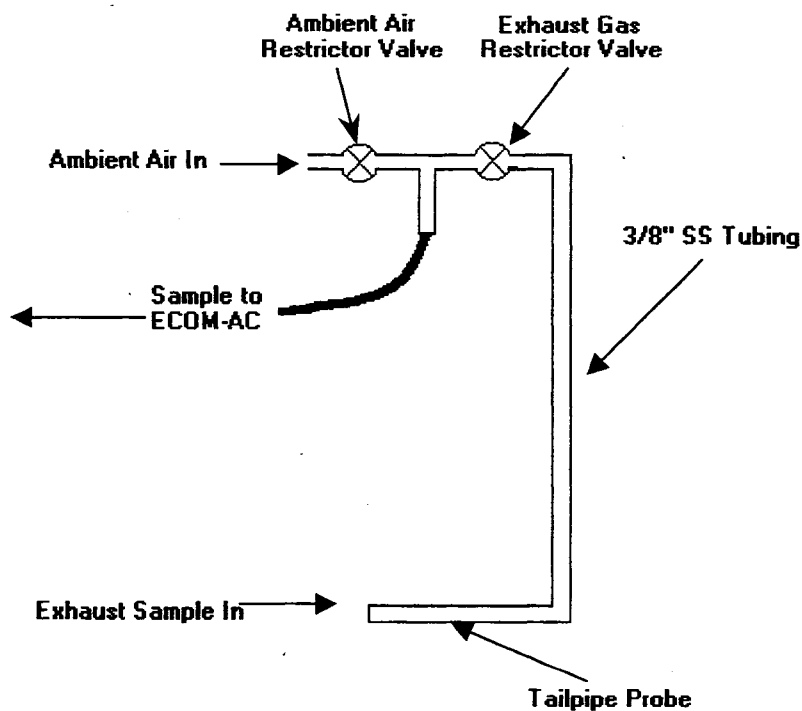 Ambient Air
Restrictor Valve
Exhaust Gas
Restrictor Valve
Ambient Air In
3/8" SS Tubing
Sample to
ECOM-AC
Exhaust Sample In
Tailpipe Probe